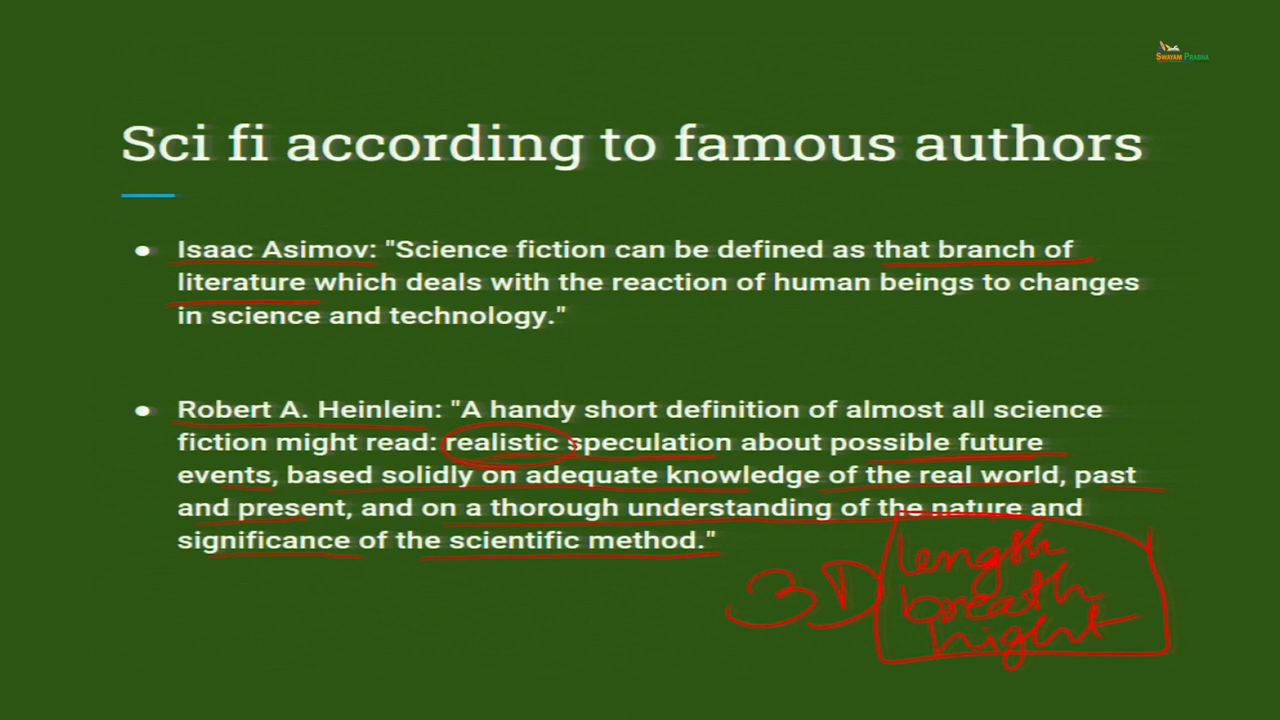 SWAYAM PRABHA
Sci fi according to famous authors
● Isaac Asimov: "Science fiction can be defined as that branch of
literature which deals with the reaction of human beings to changes
in science and technology."
● Robert A. Heinlein: "A handy short definition of almost all science
fiction might read: realistic speculation about possible future
events, based solidly on adequate knowledge of the real world, past
and present, and on a thorough understanding of the nature and
significance of the scientific method."
3D
length
breath
hight